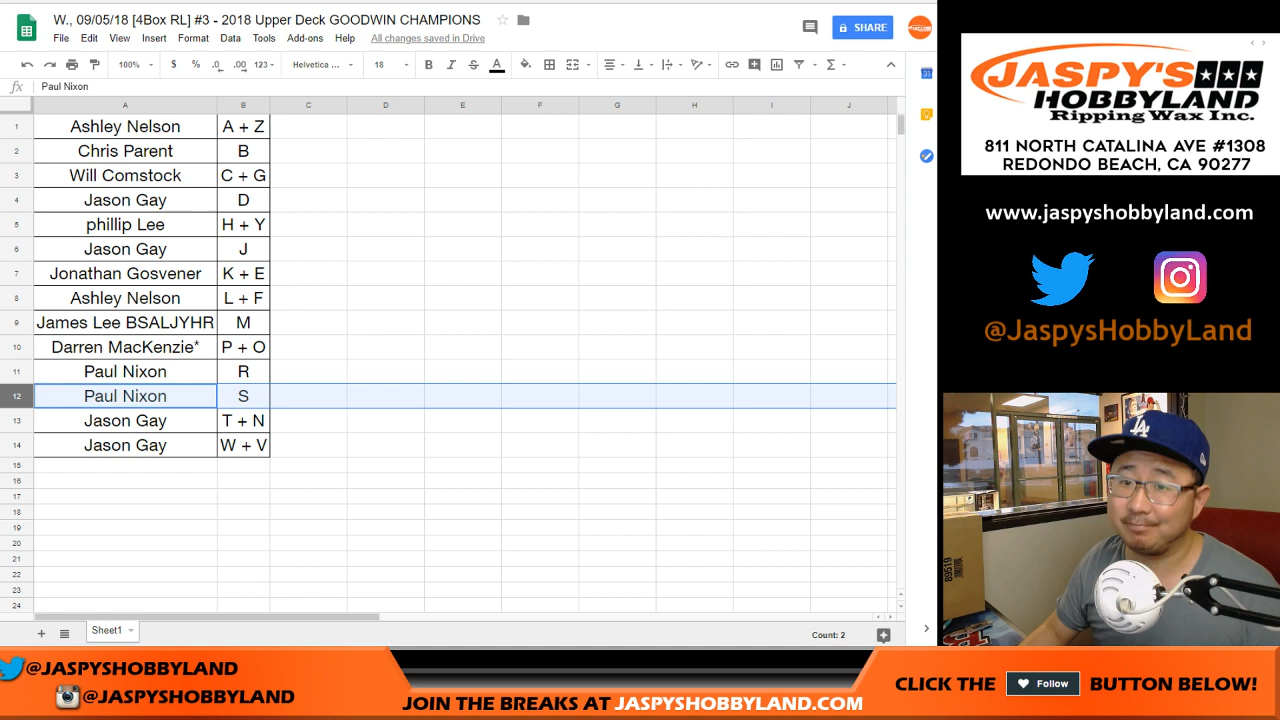 W., 09/05/18 [4Box RL] #3 - 2018 Upper Deck GOODWIN CHAMPIONS
File Edit View Insert Format Data Tools Add-ons Help All changes saved in Drive
SHARE
100% $ % .0 .00 123 Helvetica ... 18 B I S A
fx Paul Nixon
A B C D E F G H I J
1 Ashley Nelson A + Z
2 Chris Parent B
3 Will Comstock C + G
4 Jason Gay D
5 phillip Lee H + Y
6 Jason Gay J
7 Jonathan Gosvener K + E
8 Ashley Nelson L + F
9 James Lee BSALJYHR M
10 Darren MacKenzie* P + O
11 Paul Nixon R
12 Paul Nixon S
13 Jason Gay T + N
14 Jason Gay W + V
15
16
17
18
19
20
21
22
23
24
Sheet1
Count: 2
JASPY'S
HOBBYLAND
Ripping Wax Inc.
811 NORTH CATALINA AVE #1308
REDONDO BEACH, CA 90277
www.jaspyshobbyland.com
@JaspysHobbyLand
LA
@JASPYSHOBBYLAND
@JASPYSHOBBYLAND
JOIN THE BREAKS AT JASPYSHOBBYLAND.COM
CLICK THE Follow BUTTON BELOW!